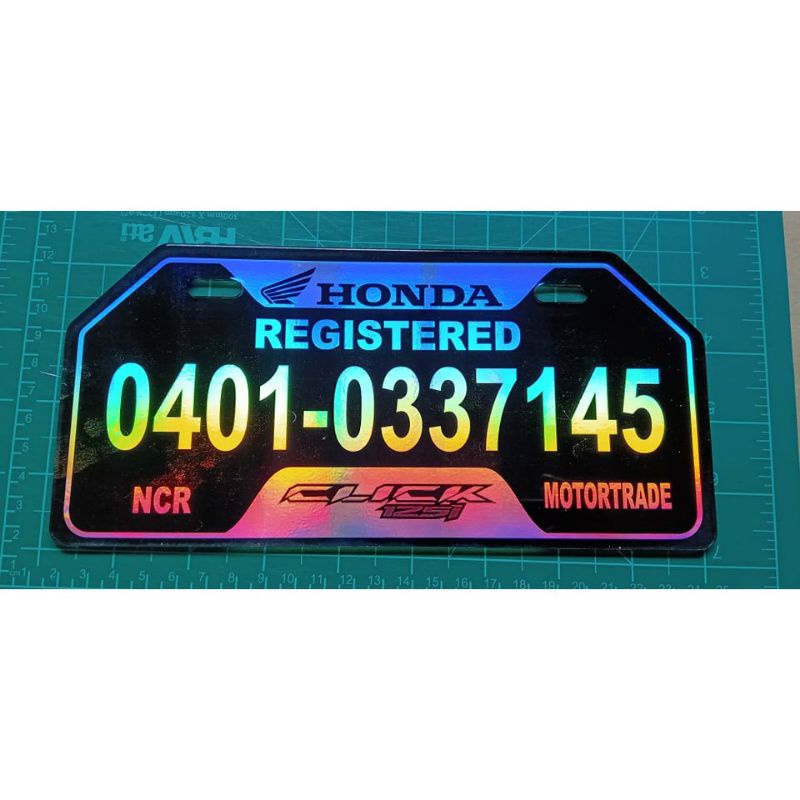 HONDA
REGISTERED
0401-0337145
NCR
CLICK
125i
MOTORTRADE